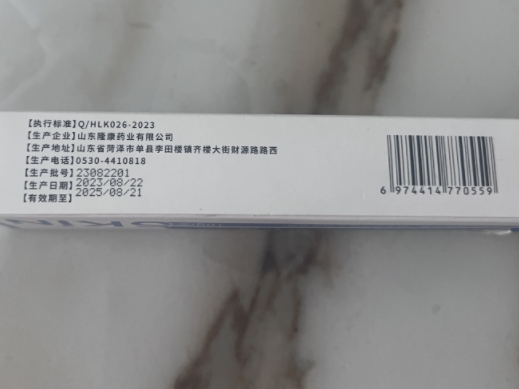 【执行标准】Q/HLK026-2023
【生产企业】山东隆康药业有限公司
【生产地址】山东省菏泽市单县李田楼镇齐楼大街财源路路西
【生产电话】0530-4410818
【生产批号】23082201
【生产日期】2023/08/22
【有效期至】2025/08/21
6 974414 770559